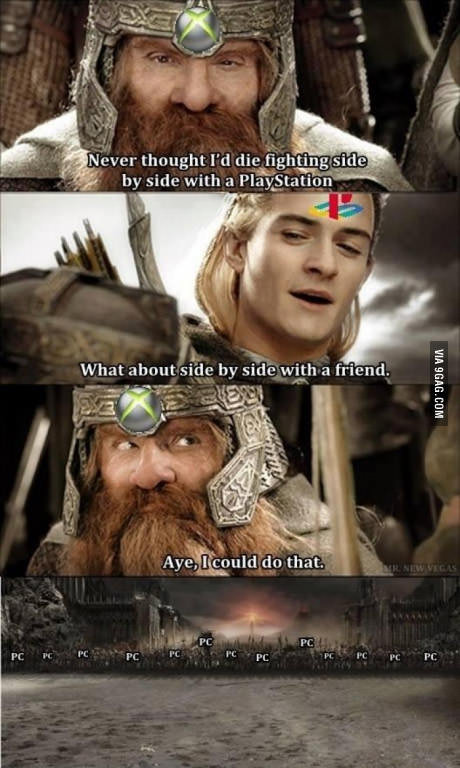 Never thought I'd die fighting side
by side with a PlayStation
What about side by side with a friend.
VIA 9GAG.COM
Aye, I could do that.
MR. NEW VEGAS
PC PC PC PC PC PC PC PC PC PC PC PC PC